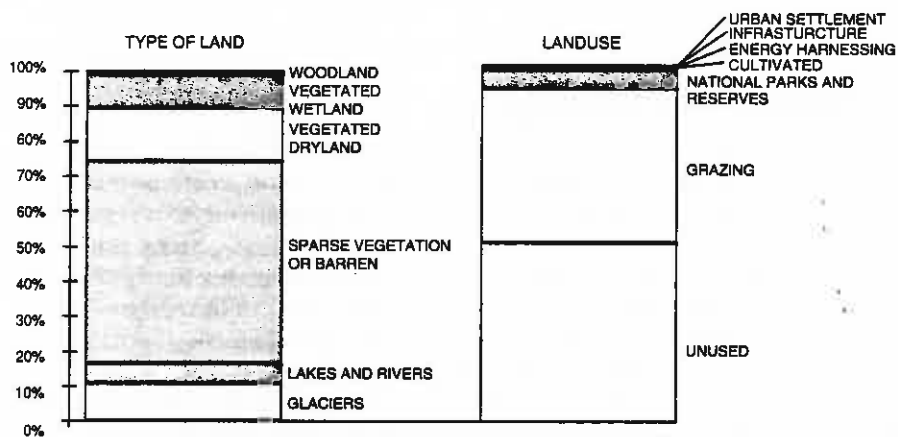 TYPE OF LAND
100%
90%
80%
70%
60%
50%
40%
30%
20%
10%
0%
WOODLAND
VEGETATED
WETLAND
VEGETATED
DRYLAND
SPARSE VEGETATION
OR BARREN
LAKES AND RIVERS
GLACIERS
LANDUSE
URBAN SETTLEMENT
INFRASTURCTURE
ENERGY HARNESSING
CULTIVATED
NATIONAL PARKS AND
RESERVES
GRAZING
UNUSED